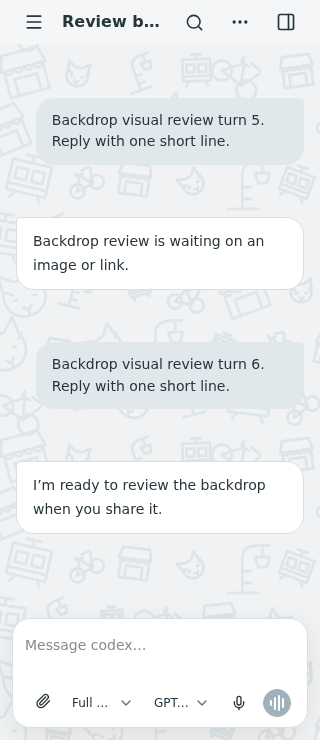 Review b...
Backdrop visual review turn 5.
Reply with one short line.
Backdrop review is waiting on an
image or link.
Backdrop visual review turn 6.
Reply with one short line.
I’m ready to review the backdrop
when you share it.
Message codex...
Full ... GPT...